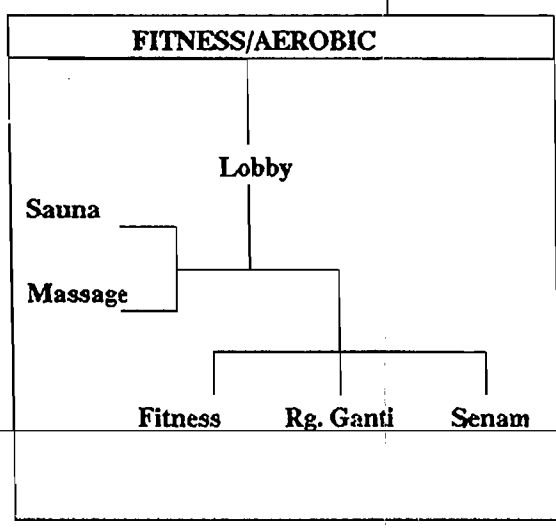 FITNESS/AEROBIC
Lobby
Sauna
Massage
Fitness Rg. Ganti Senam